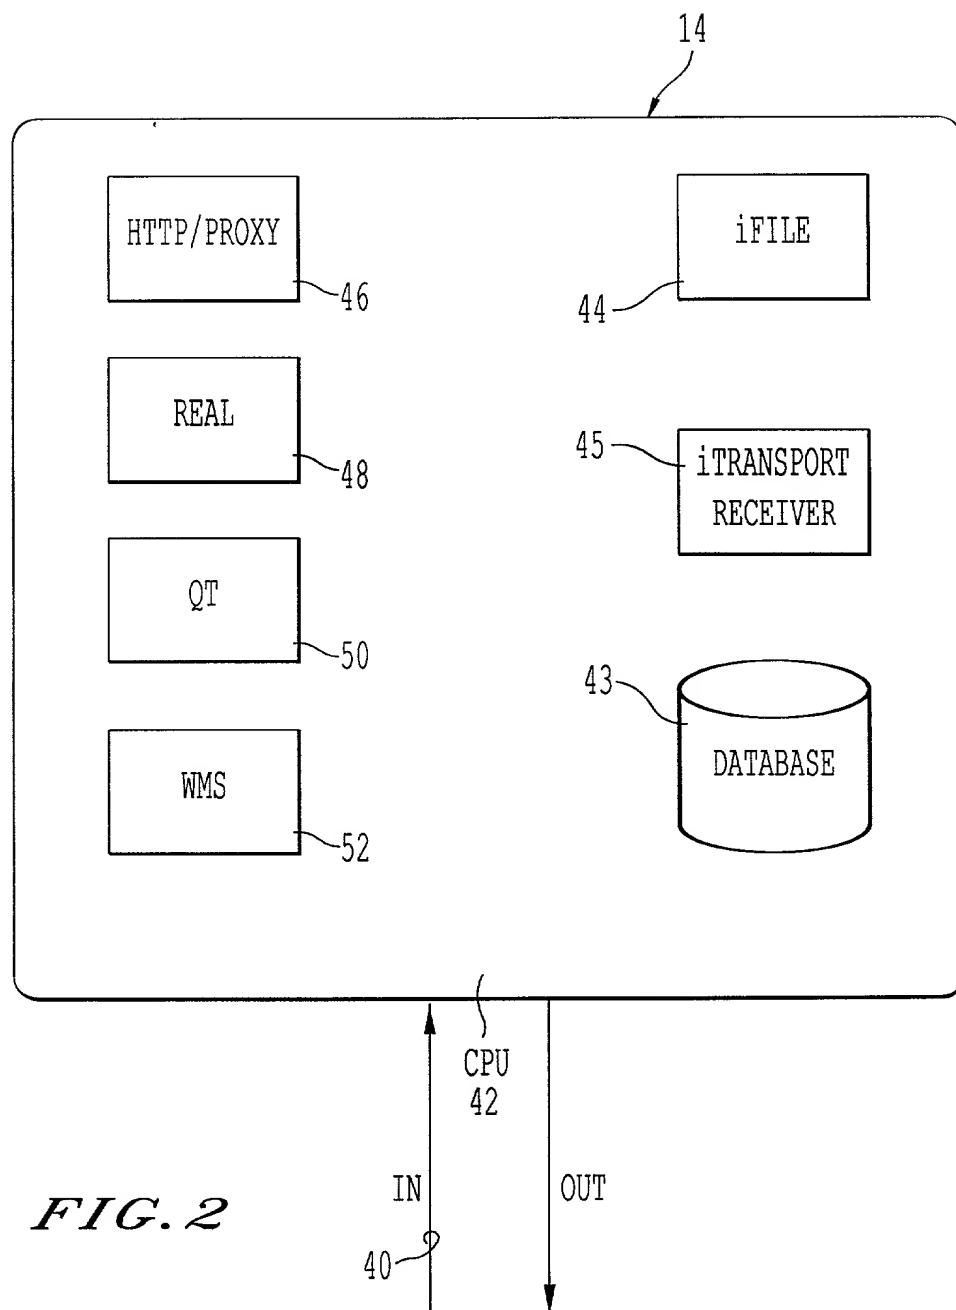 14
HTTP/PROXY
46
iFILE
44
REAL
48
45
iTRANSPORT
RECEIVER
QT
50
43
DATABASE
WMS
52
CPU
42
IN
OUT
40
FIG. 2